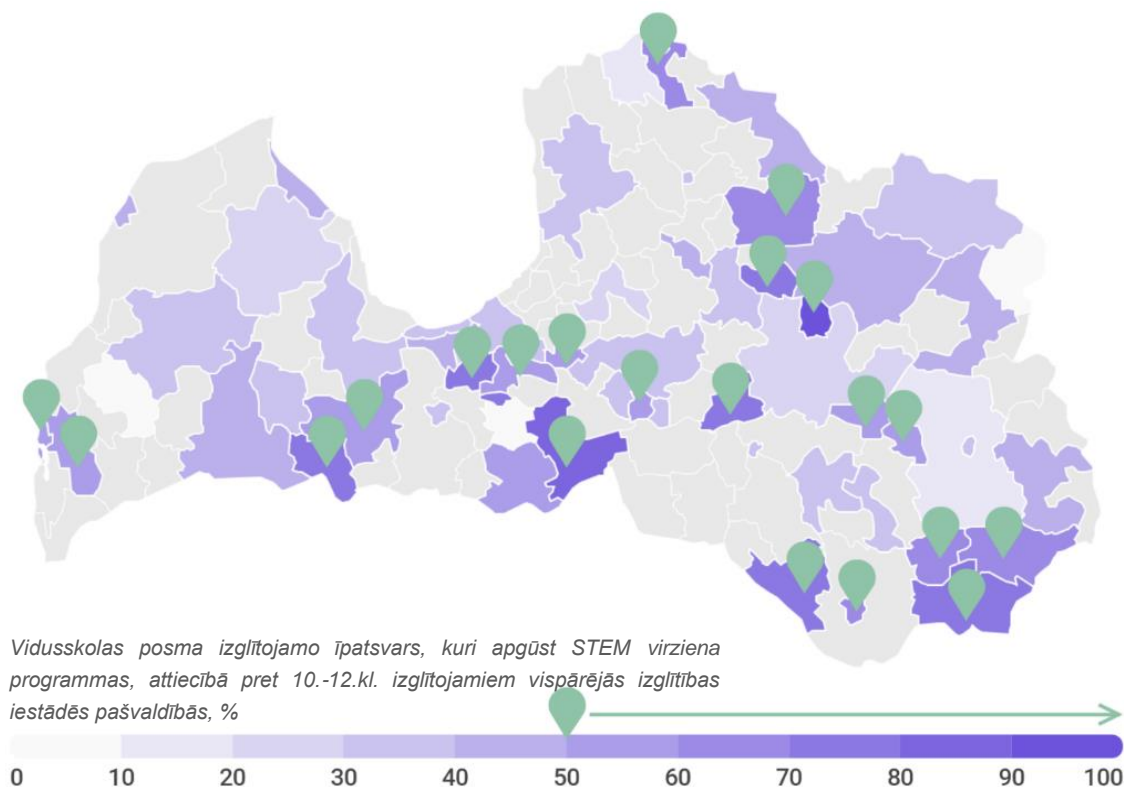 Vidusskolas posma izglītojamo īpatsvars, kuri apgūst STEM virziena
programmas, attiecībā pret 10.-12.kl. izglītojamiem vispārējās izglītības
iestādēs pašvaldībās, %
0 10 20 30 40 50 60 70 80 90 100